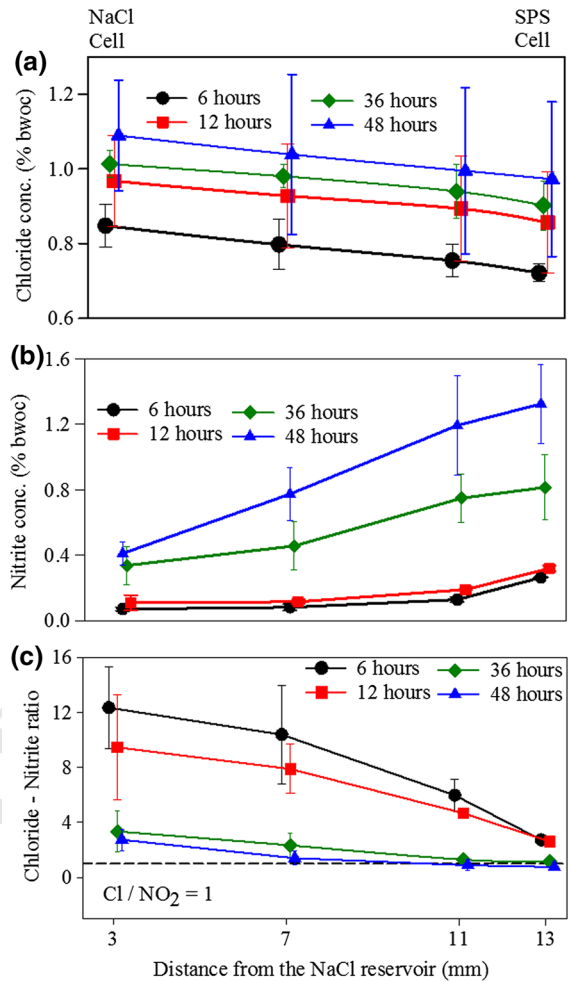 NaCl
Cell
SPS
Cell
(a)
Chloride conc. (% bwoc)
1.2
1.0
0.8
0.6
6 hours
36 hours
12 hours
48 hours
(b)
Nitrite conc. (% bwoc)
1.6
1.2
0.8
0.4
0.0
6 hours
36 hours
12 hours
48 hours
(c)
Chloride - Nitrite ratio
16
12
8
4
0
6 hours
36 hours
12 hours
48 hours
Cl / NO2 = 1
3
7
11
13
Distance from the NaCl reservoir (mm)